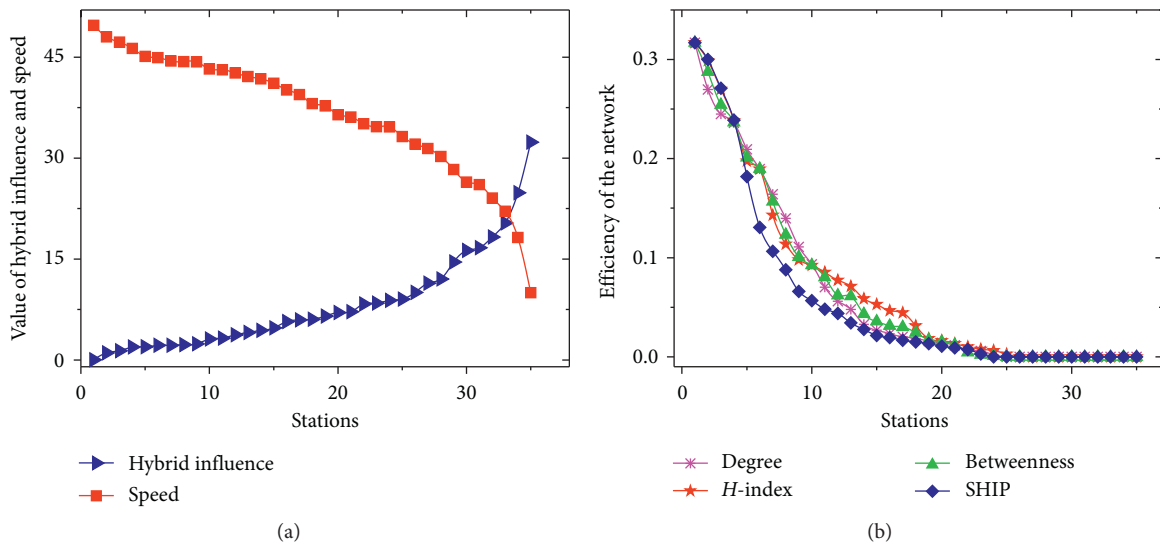 Value of hybrid influence and speed
45
30
15
0
0
10
20
30
Stations
Hybrid influence
Speed
(a)
Efficiency of the network
0.3
0.2
0.1
0.0
0
10
20
30
Stations
Degree
H-index
Betweenness
SHIP
(b)